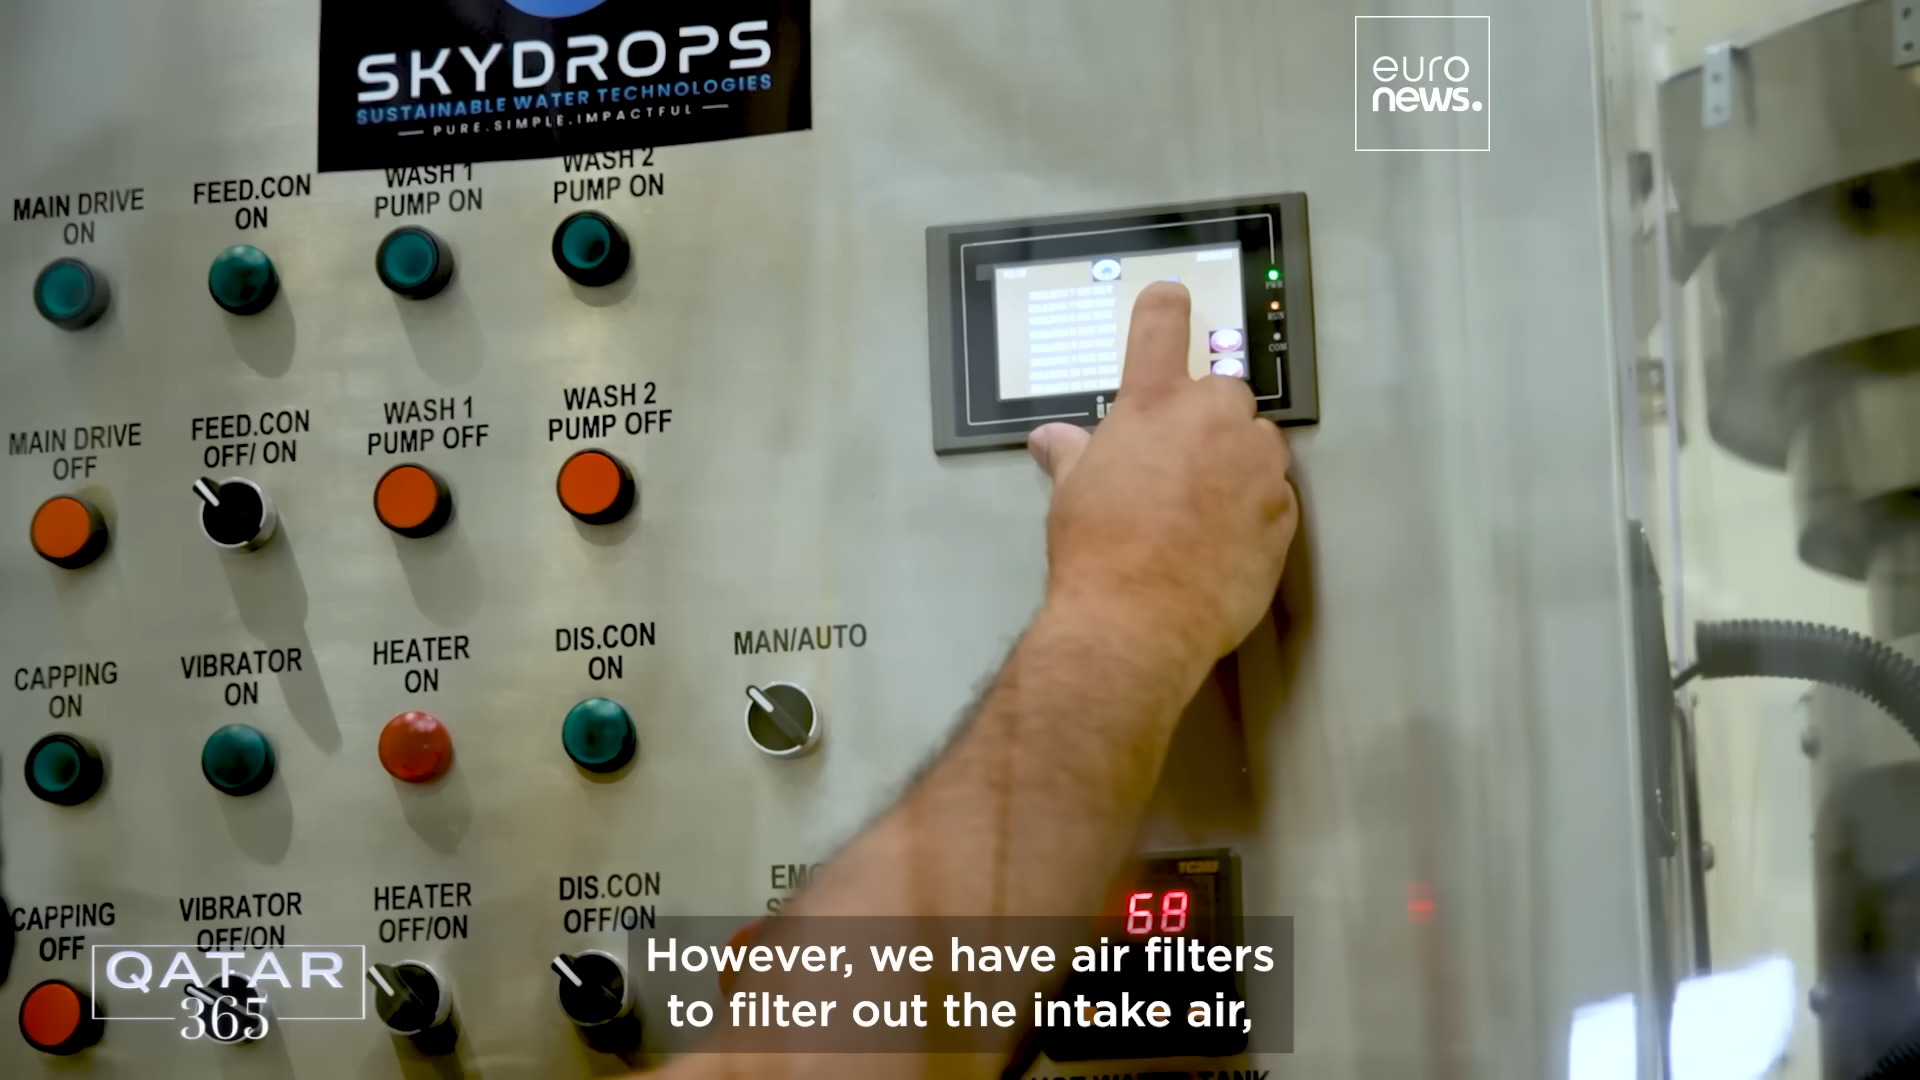 SKYDROPS
SUSTAINABLE WATER TECHNOLOGIES
PURE.SIMPLE.IMPACTFUL
euro
news.
MAIN DRIVE
ON
FEED.CON
ON
WASH 1
PUMP ON
WASH 2
PUMP ON
PWR
RUN
COM
MAIN DRIVE
OFF
FEED.CON
OFF/ ON
WASH 1
PUMP OFF
WASH 2
PUMP OFF
CAPPING
ON
VIBRATOR
ON
HEATER
ON
DIS.CON
ON
MAN/AUTO
CAPPING
OFF
VIBRATOR
OFF/ON
HEATER
OFF/ON
DIS.CON
OFF/ON
68
QATAR
365
However, we have air filters
to filter out the intake air,